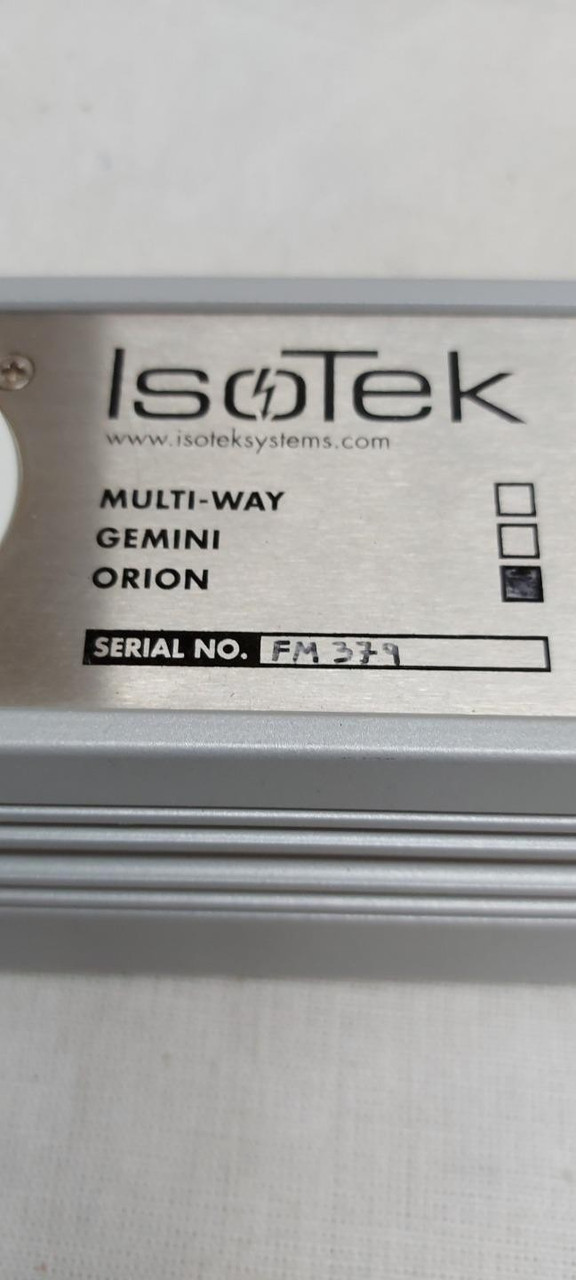 IsoTek
www.isoteksystems.com
MULTI-WAY
GEMINI
ORION
SERIAL NO. FM 379